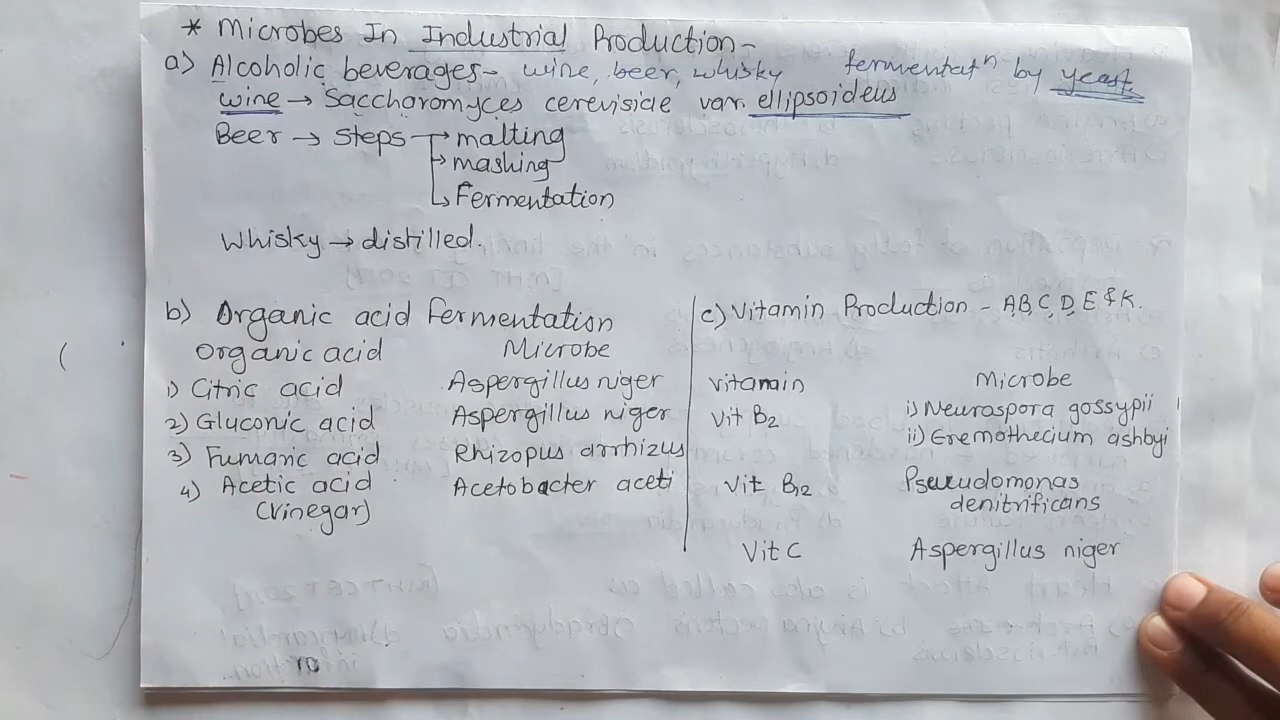 * Microbes In Industrial Production -
a) Alcoholic beverages - wine, beer, whisky fermentatⁿ by yeast
wine → Saccharomyces cerevisiae var. ellipsoideus
Beer → steps → malting
→ mashing
↳ Fermentation
Whisky → distilled.
b) Organic acid Fermentation
Organic acid Microbe
1) Citric acid Aspergillus niger
2) Gluconic acid Aspergillus niger
3) Fumaric acid Rhizopus arrhizus
4) Acetic acid Acetobacter aceti
(Vinegar)
c) Vitamin Production - A, B, C, D, E & K.
Vitamin Microbe
Vit B₂ i) Neurospora gossypii
ii) Eremothecium ashbyi
Vit B₁₂ Pseudomonas
denitrificans
Vit C Aspergillus niger